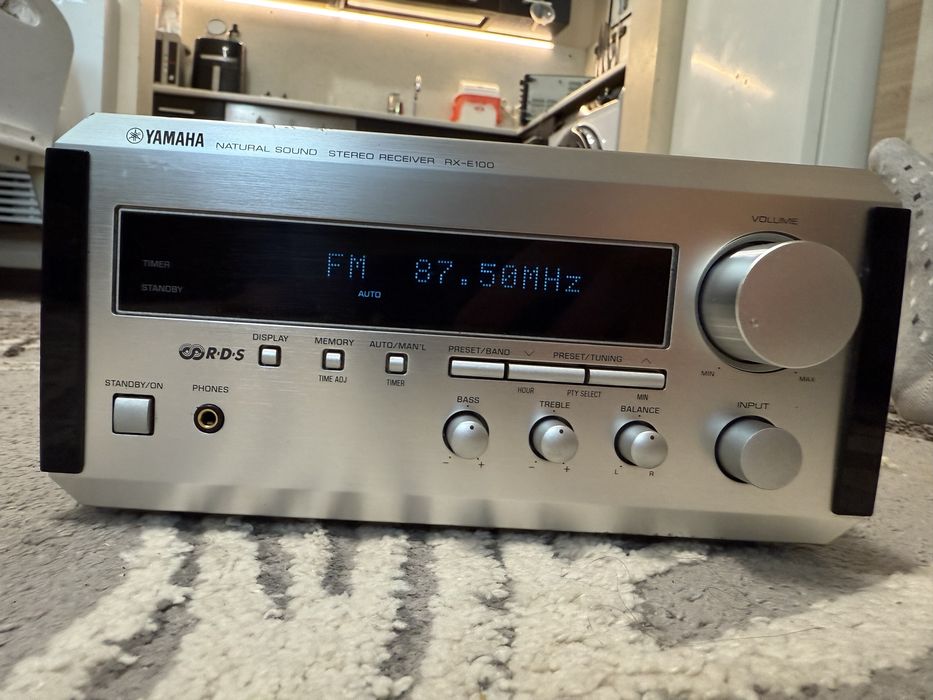 YAMAHA NATURAL SOUND STEREO RECEIVER RX-E100
VOLUME
TIMER
FM 87.50MHz
STANDBY
AUTO
MIN MAX
R·D·S
DISPLAY
MEMORY
AUTO/MAN'L
PRESET/BAND
PRESET/TUNING
TIME ADJ
TIMER
HOUR
PTY SELECT
MIN
STANDBY/ON
PHONES
BASS
TREBLE
BALANCE
INPUT
- +
- +
L R